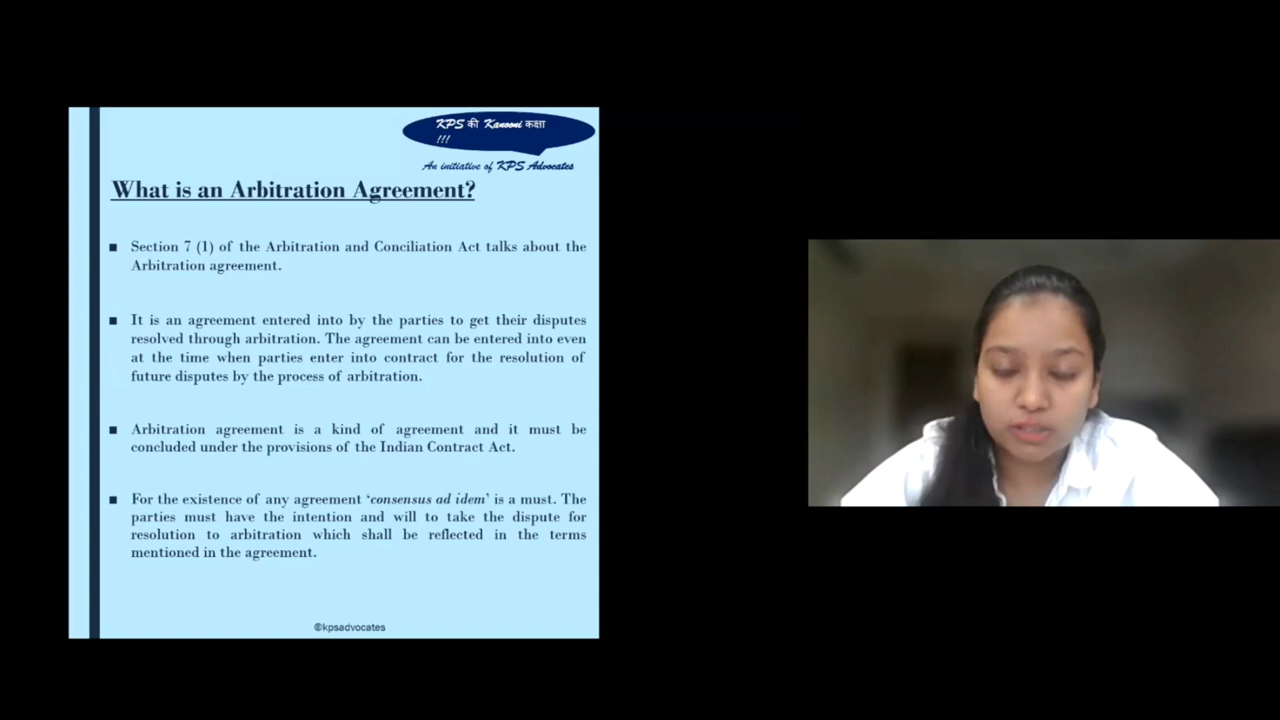 KPS की Kanooni कक्षा
!!!
An initiative of KPS Advocates
What is an Arbitration Agreement?
■ Section 7 (1) of the Arbitration and Conciliation Act talks about the
Arbitration agreement.
■ It is an agreement entered into by the parties to get their disputes
resolved through arbitration. The agreement can be entered into even
at the time when parties enter into contract for the resolution of
future disputes by the process of arbitration.
■ Arbitration agreement is a kind of agreement and it must be
concluded under the provisions of the Indian Contract Act.
■ For the existence of any agreement ‘consensus ad idem’ is a must. The
parties must have the intention and will to take the dispute for
resolution to arbitration which shall be reflected in the terms
mentioned in the agreement.
©kpsadvocates